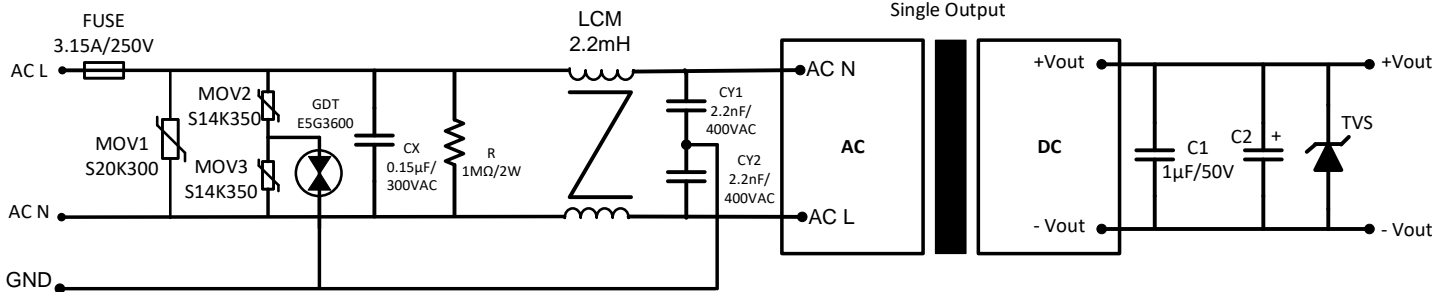 Single Output
FUSE
3.15A/250V
LCM
2.2mH
AC L
MOV1
S20K300
MOV2
S14K350
MOV3
S14K350
GDT
E5G3600
CX
0.15µF/
300VAC
R
1MΩ/2W
CY1
2.2nF/
400VAC
CY2
2.2nF/
400VAC
AC N
AC
AC L
+Vout
DC
- Vout
C1
1µF/50V
C2
+
TVS
+Vout
- Vout
AC N
GND